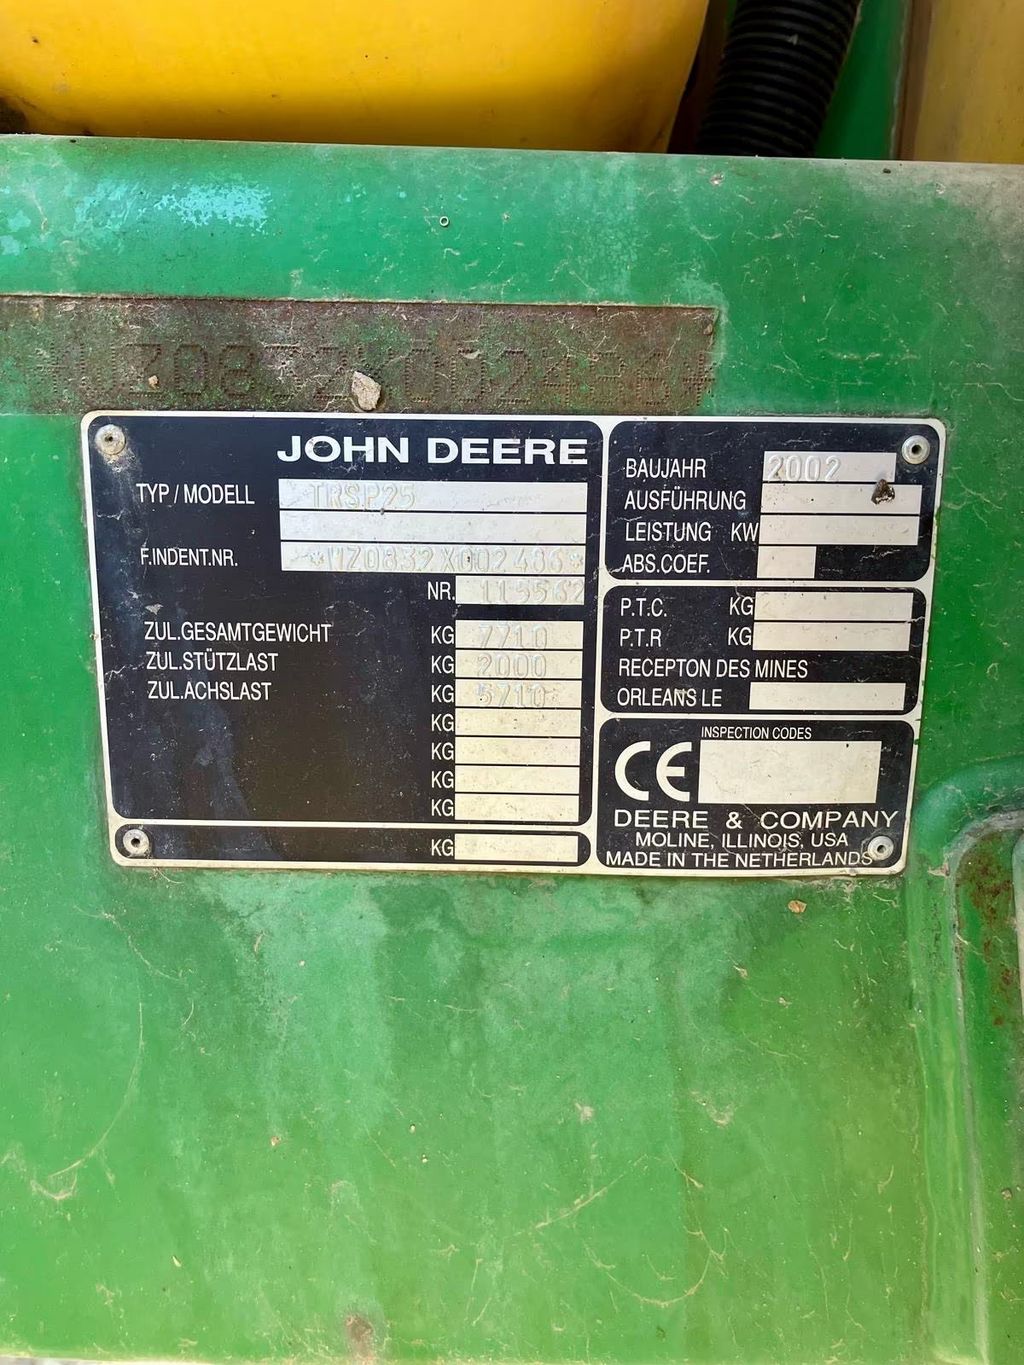 JOHN DEERE
TYP / MODELL TRSP25
F.INDENT.NR. *WZ0832X002486*
NR. 115562
ZUL.GESAMTGEWICHT KG 7710
ZUL.STÜTZLAST KG 2000
ZUL.ACHSLAST KG 5710
KG
KG
KG
KG
KG
BAUJAHR 2002
AUSFÜHRUNG
LEISTUNG KW
ABS.COEF.
P.T.C. KG
P.T.R KG
RECEPTON DES MINES
ORLEANS LE
INSPECTION CODES
CE
DEERE & COMPANY
MOLINE, ILLINOIS, USA
MADE IN THE NETHERLANDS